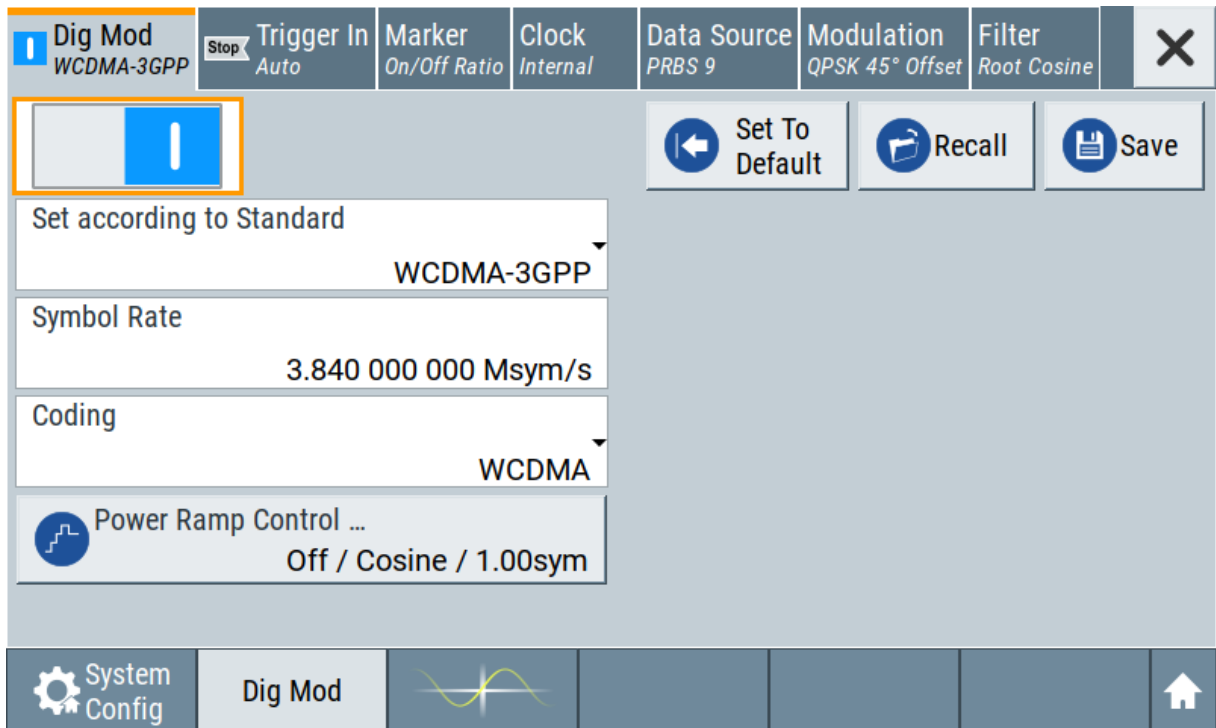 Dig Mod
WCDMA-3GPP
Stop
Trigger In
Auto
Marker
On/Off Ratio
Clock
Internal
Data Source
PRBS 9
Modulation
QPSK 45° Offset
Filter
Root Cosine
Set To
Default
Recall
Save
Set according to Standard
WCDMA-3GPP
Symbol Rate
3.840 000 000 Msym/s
Coding
WCDMA
Power Ramp Control ...
Off / Cosine / 1.00sym
System
Config
Dig Mod